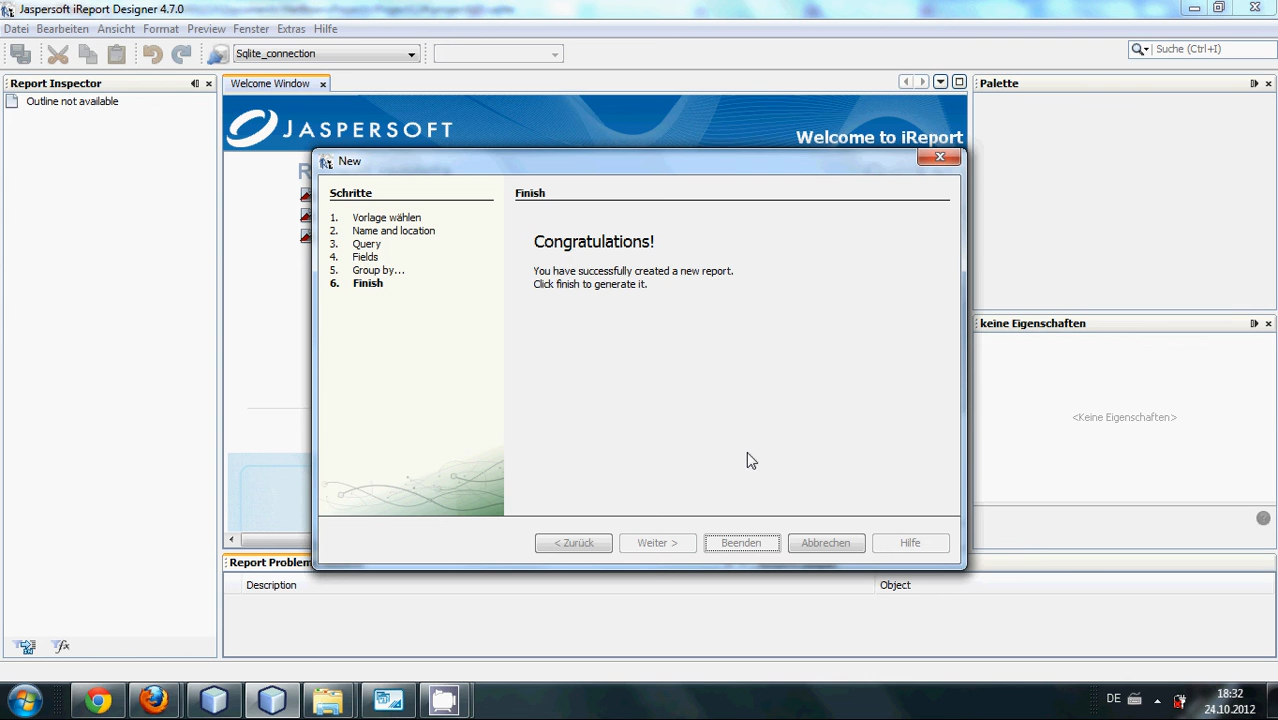 Jaspersoft iReport Designer 4.7.0
Datei Bearbeiten Ansicht Format Preview Fenster Extras Hilfe
Sqlite_connection
Suche (Ctrl+I)
Report Inspector
Welcome Window
Palette
Outline not available
JASPERSOFT
Welcome to iReport
New
Schritte
1. Vorlage wählen
2. Name and location
3. Query
4. Fields
5. Group by...
6. Finish
Finish
Congratulations!
You have successfully created a new report.
Click finish to generate it.
keine Eigenschaften
<Keine Eigenschaften>
< Zurück
Weiter >
Beenden
Abbrechen
Hilfe
Description
Object
DE
18:32
24.10.2012